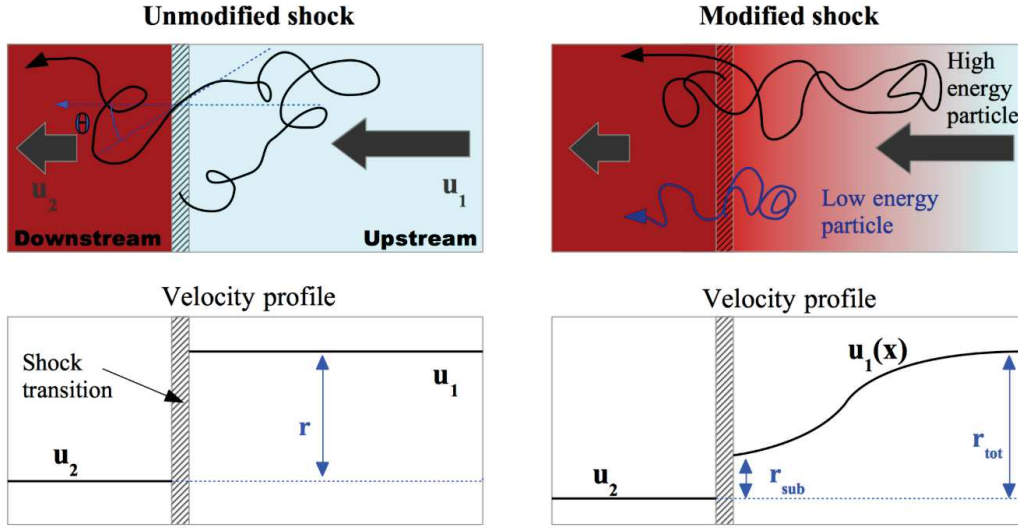 Unmodified shock
θ
u2
u1
Downstream
Upstream
Modified shock
High
energy
particle
Low energy
particle
Velocity profile
Shock
transition
u1
r
u2
Velocity profile
u1(x)
rtot
rsub
u2